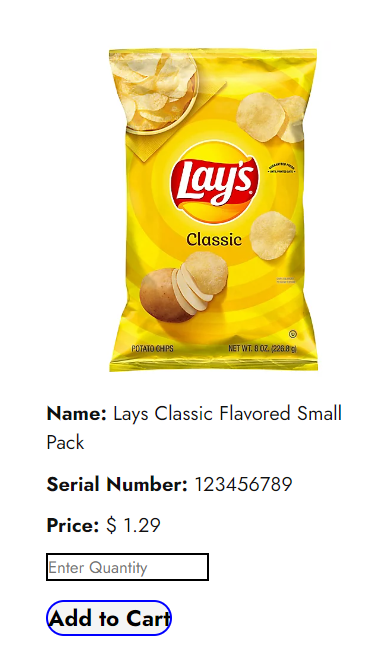 Lay's
Classic
POTATO CHIPS
NET WT. 8 OZ. (226.8 g)
Name: Lays Classic Flavored Small
Pack
Serial Number: 123456789
Price: $ 1.29
Enter Quantity
Add to Cart